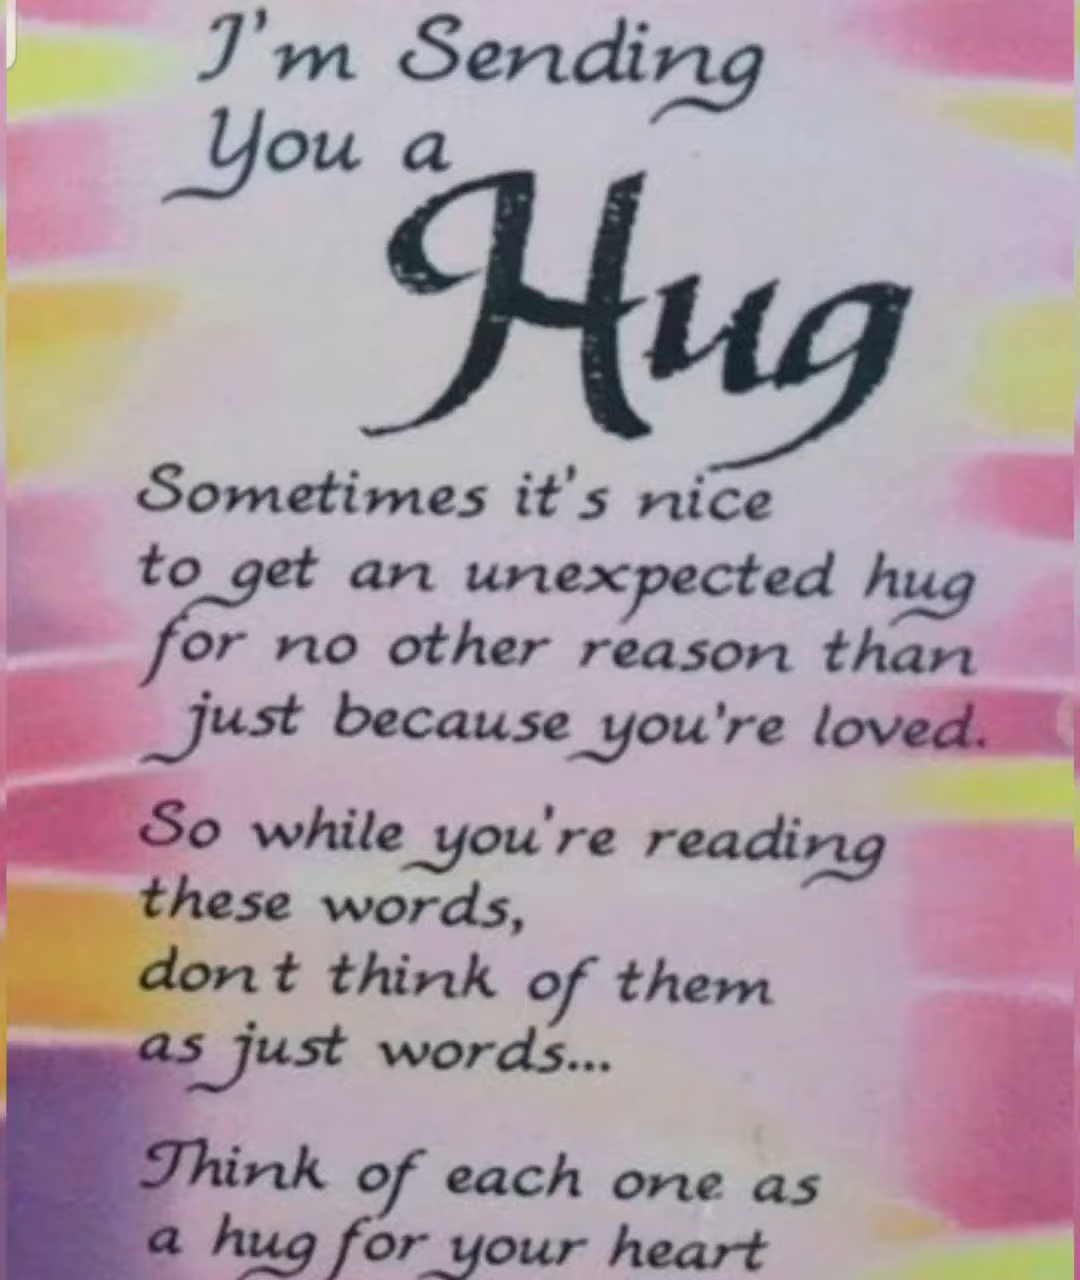 I'm Sending
You a
Hug
Sometimes it's nice
to get an unexpected hug
for no other reason than
just because you're loved.
So while you're reading
these words,
don t think of them
as just words...
Think of each one as
a hug for your heart